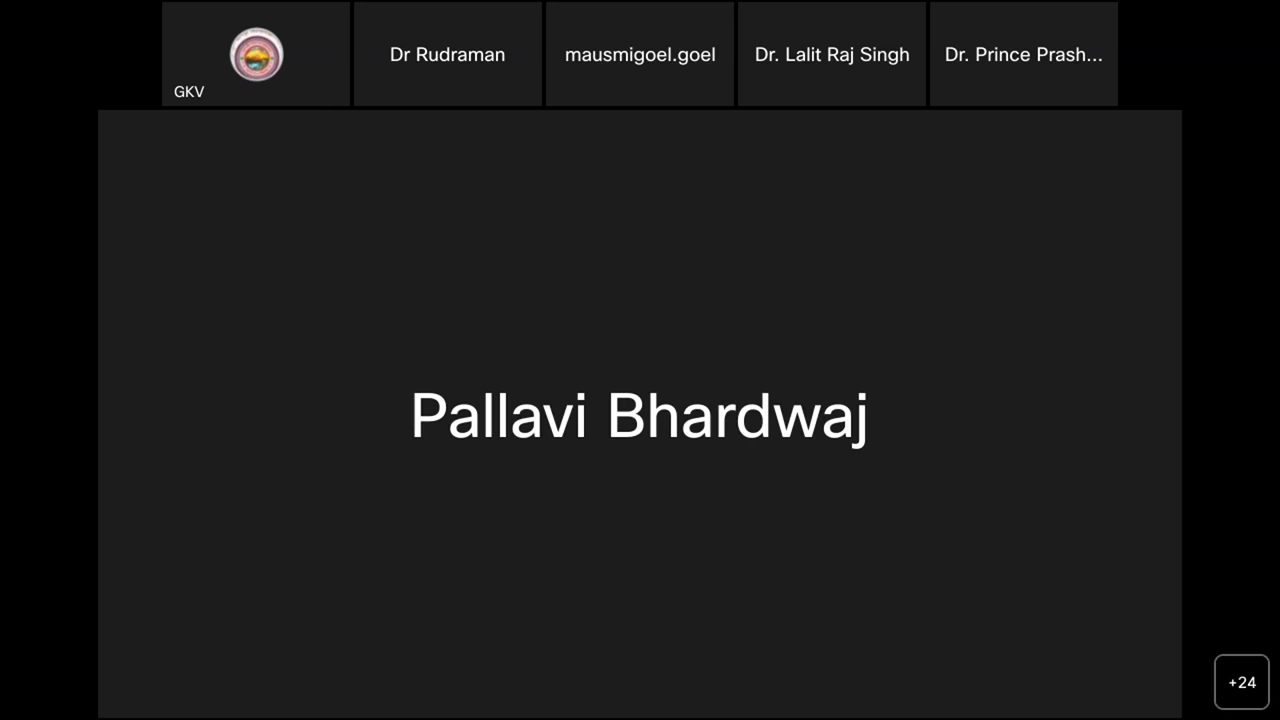 GKV
Dr Rudraman
mausmigoel.goel
Dr. Lalit Raj Singh
Dr. Prince Prash...
Pallavi Bhardwaj
+24